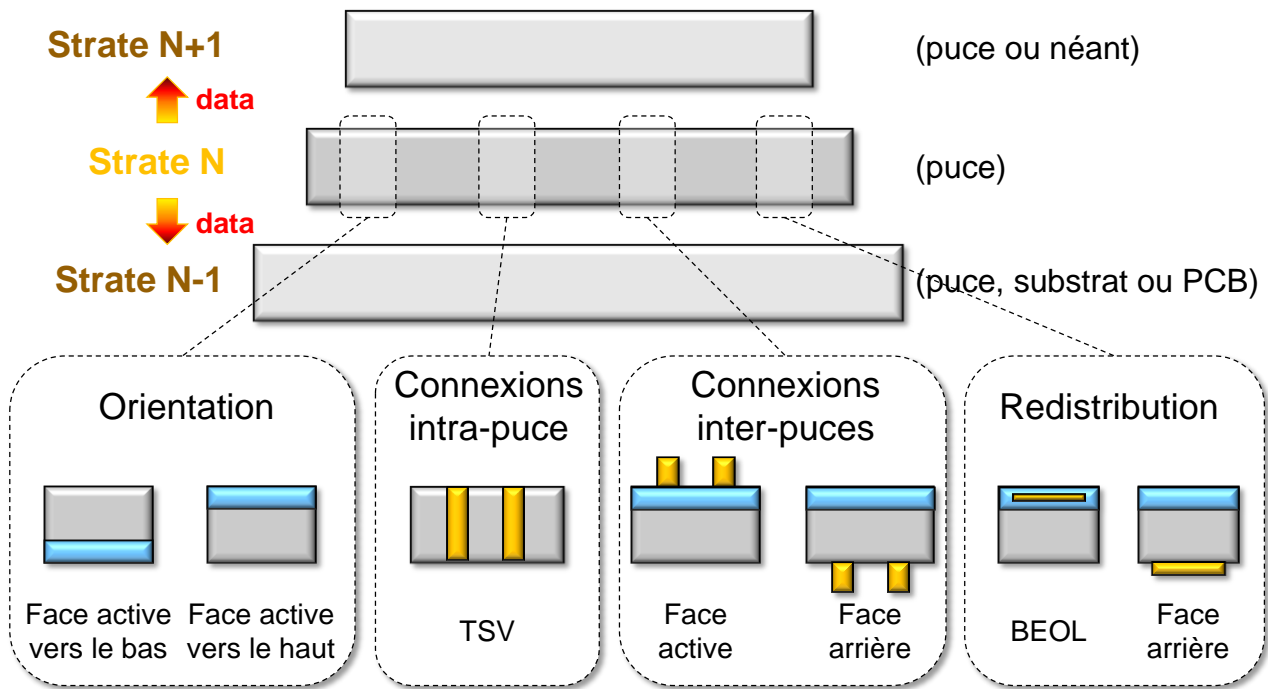 Strate N+1
(puce ou néant)
data
Strate N
(puce)
data
Strate N-1
(puce, substrat ou PCB)
Orientation
Face active
vers le bas
Face active
vers le haut
Connexions
intra-puce
TSV
Connexions
inter-puces
Face
active
Face
arrière
Redistribution
BEOL
Face
arrière